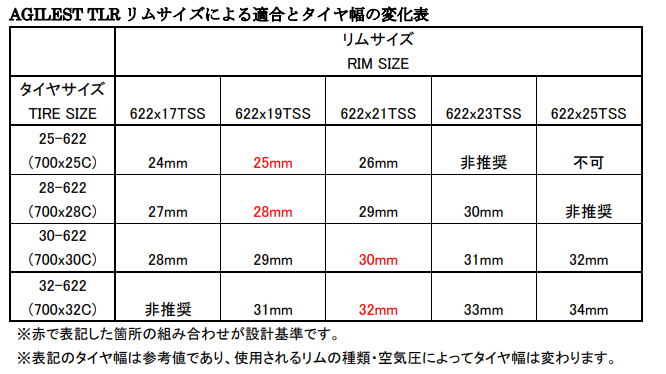 AGILEST TLR リムサイズによる適合とタイヤ幅の変化表
リムサイズ
RIM SIZE
タイヤサイズ
TIRE SIZE 622x17TSS 622x19TSS 622x21TSS 622x23TSS 622x25TSS
25-622
(700x25C) 24mm 25mm 26mm 非推奨 不可
28-622
(700x28C) 27mm 28mm 29mm 30mm 非推奨
30-622
(700x30C) 28mm 29mm 30mm 31mm 32mm
32-622
(700x32C) 非推奨 31mm 32mm 33mm 34mm
※赤で表記した箇所の組み合わせが設計基準です。
※表記のタイヤ幅は参考値であり、使用されるリムの種類・空気圧によってタイヤ幅は変わります。